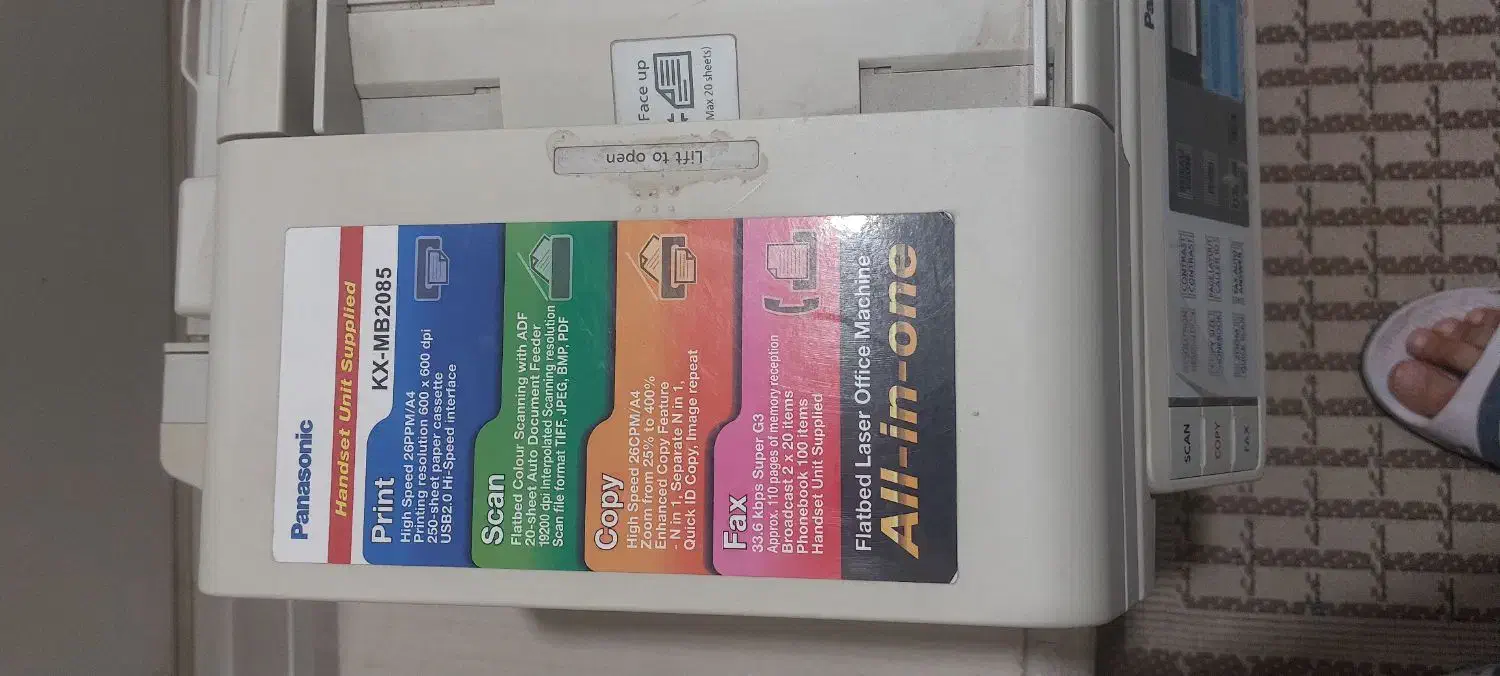 Panasonic
Handset Unit Supplied
KX-MB2085
Print
High Speed 26PPM/A4
Printing resolution 600 x 600 dpi
250-sheet paper cassette
USB2.0 Hi-Speed interface
Scan
Flatbed Colour Scanning with ADF
20-sheet Auto Document Feeder
19200 dpi Interpolated Scanning resolution
Scan file format TIFF, JPEG, BMP, PDF
Copy
High Speed 26CPM/A4
Zoom from 25% to 400%
Enhanced Copy Feature
- N in 1, Separate N in 1,
Quick ID Copy, Image repeat
Fax
33.6 kbps Super G3
Approx. 110 pages of memory reception
Broadcast 2 x 20 items
Phonebook 100 items
Handset Unit Supplied
Flatbed Laser Office Machine
All-in-one
Lift to open
Face up
Max 20 sheets)
Pa
CONTRAST
SCAN
COPY
FAX